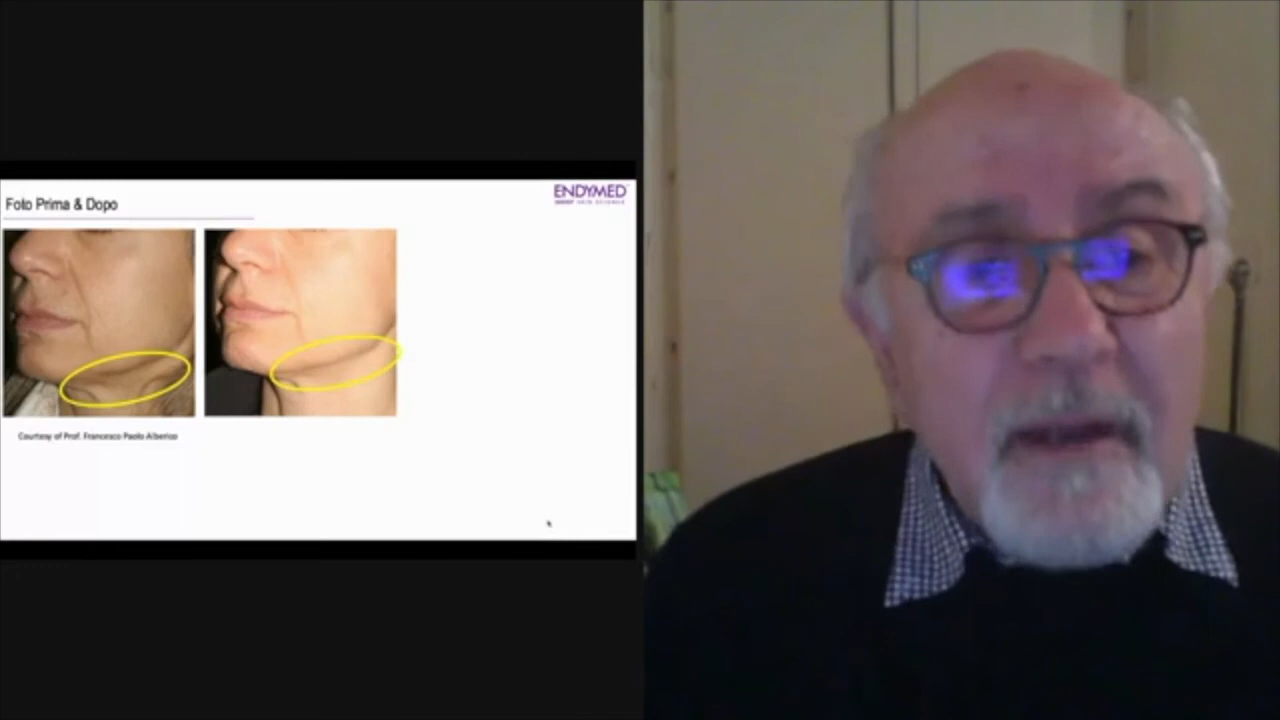 Foto Prima & Dopo
ENDYMED
Courtesy of Prof. Francesco Paolo Alberico